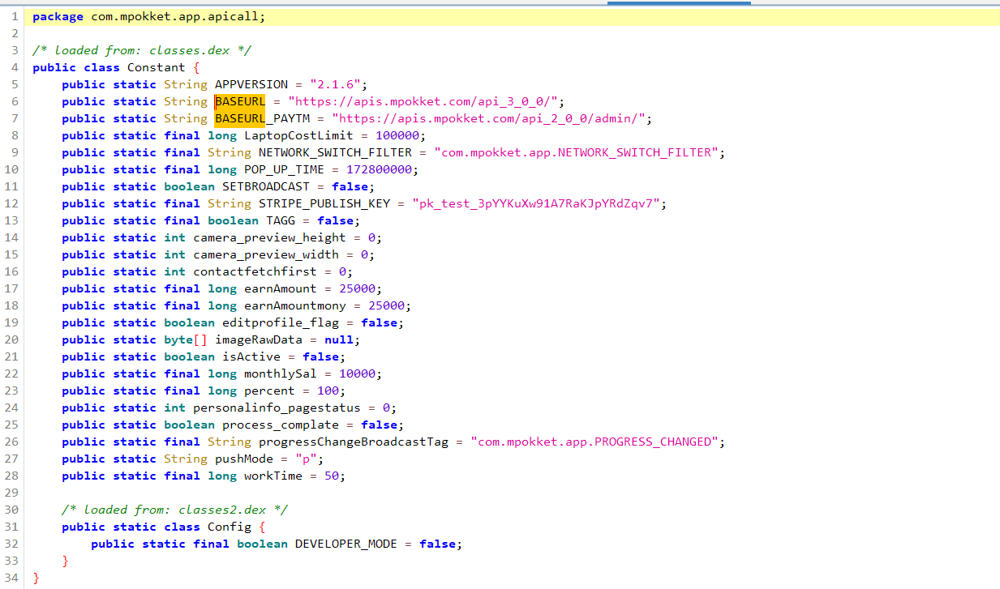 1 package com.mpokket.app.apicall;
2
3 /* loaded from: classes.dex */
4 public class Constant {
5 public static String APPVERSION = "2.1.6";
6 public static String BASEURL = "https://apis.mpokket.com/api_3_0_0/";
7 public static String BASEURL_PAYTM = "https://apis.mpokket.com/api_2_0_0/admin/";
8 public static final long LaptopCostLimit = 100000;
9 public static final String NETWORK_SWITCH_FILTER = "com.mpokket.app.NETWORK_SWITCH_FILTER";
10 public static final long POP_UP_TIME = 172800000;
11 public static boolean SETBROADCAST = false;
12 public static final String STRIPE_PUBLISH_KEY = "pk_test_3pYYKuXw91A7RaKJpYRdZqv7";
13 public static final boolean TAGG = false;
14 public static int camera_preview_height = 0;
15 public static int camera_preview_width = 0;
16 public static int contactfetchfirst = 0;
17 public static final long earnAmount = 25000;
18 public static final long earnAmountmony = 25000;
19 public static boolean editprofile_flag = false;
20 public static byte[] imageRawData = null;
21 public static boolean isActive = false;
22 public static final long monthlySal = 10000;
23 public static final long percent = 100;
24 public static int personalinfo_pagestatus = 0;
25 public static boolean process_complate = false;
26 public static final String progressChangeBroadcastTag = "com.mpokket.app.PROGRESS_CHANGED";
27 public static String pushMode = "p";
28 public static final long workTime = 50;
29
30 /* loaded from: classes2.dex */
31 public static class Config {
32 public static final boolean DEVELOPER_MODE = false;
33 }
34 }